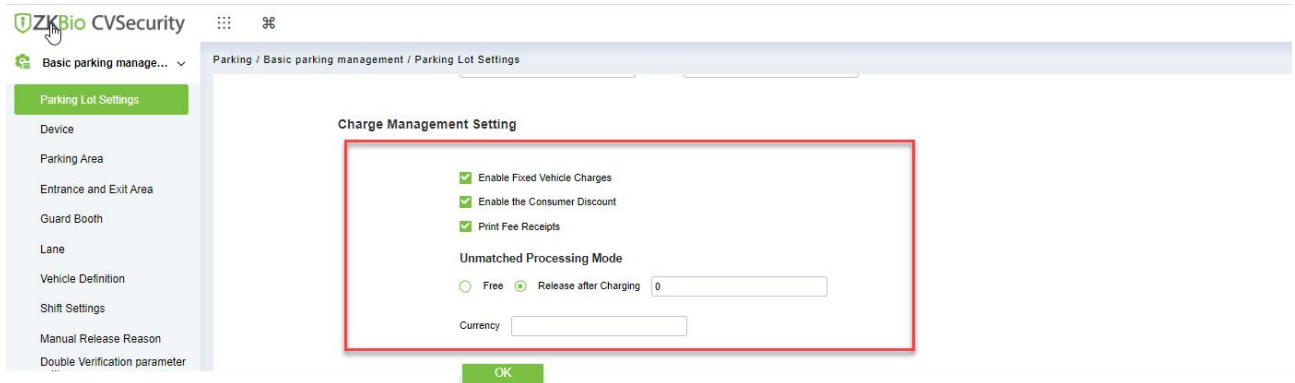 ZKBio CVSecurity
Basic parking manage...
Parking / Basic parking management / Parking Lot Settings
Parking Lot Settings
Device
Parking Area
Entrance and Exit Area
Guard Booth
Lane
Vehicle Definition
Shift Settings
Manual Release Reason
Double Verification parameter
Charge Management Setting
Enable Fixed Vehicle Charges
Enable the Consumer Discount
Print Fee Receipts
Unmatched Processing Mode
Free Release after Charging 0
Currency
OK